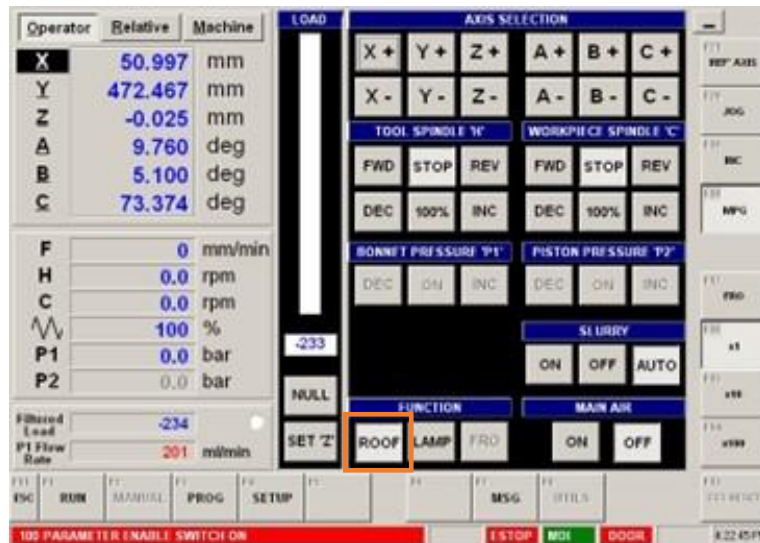 Operator Relative Machine
X 50.997 mm
Y 472.467 mm
Z -0.025 mm
A 9.760 deg
B 5.100 deg
C 73.374 deg
F 0 mm/min
H 0.0 rpm
C 0.0 rpm
100 %
P1 0.0 bar
P2 0.0 bar
Filtered Load -234
P1 Flow Rate 201 ml/min
LOAD
-233
NULL
SET 'Z'
AXIS SELECTION
X + Y + Z + A + B + C +
X - Y - Z - A - B - C -
TOOL SPINDLE 'H' WORKPIECE SPINDLE 'C'
FWD STOP REV FWD STOP REV
DEC 100% INC DEC 100% INC
BONNET PRESSURE 'P1' PISTON PRESSURE 'P2'
DEC ON INC DEC ON INC
SLURRY
ON OFF AUTO
FUNCTION MAIN AIR
ROOF LAMP FRO ON OFF
REF AXIS
JOG
INC
MPG
FRO
x1
x10
x100
ESC RUN MANUAL PROG SETUP MSG UTILS
100 PARAMETER ENABLE SWITCH ON ESTOP MDI DOOR 4:22:45 PM